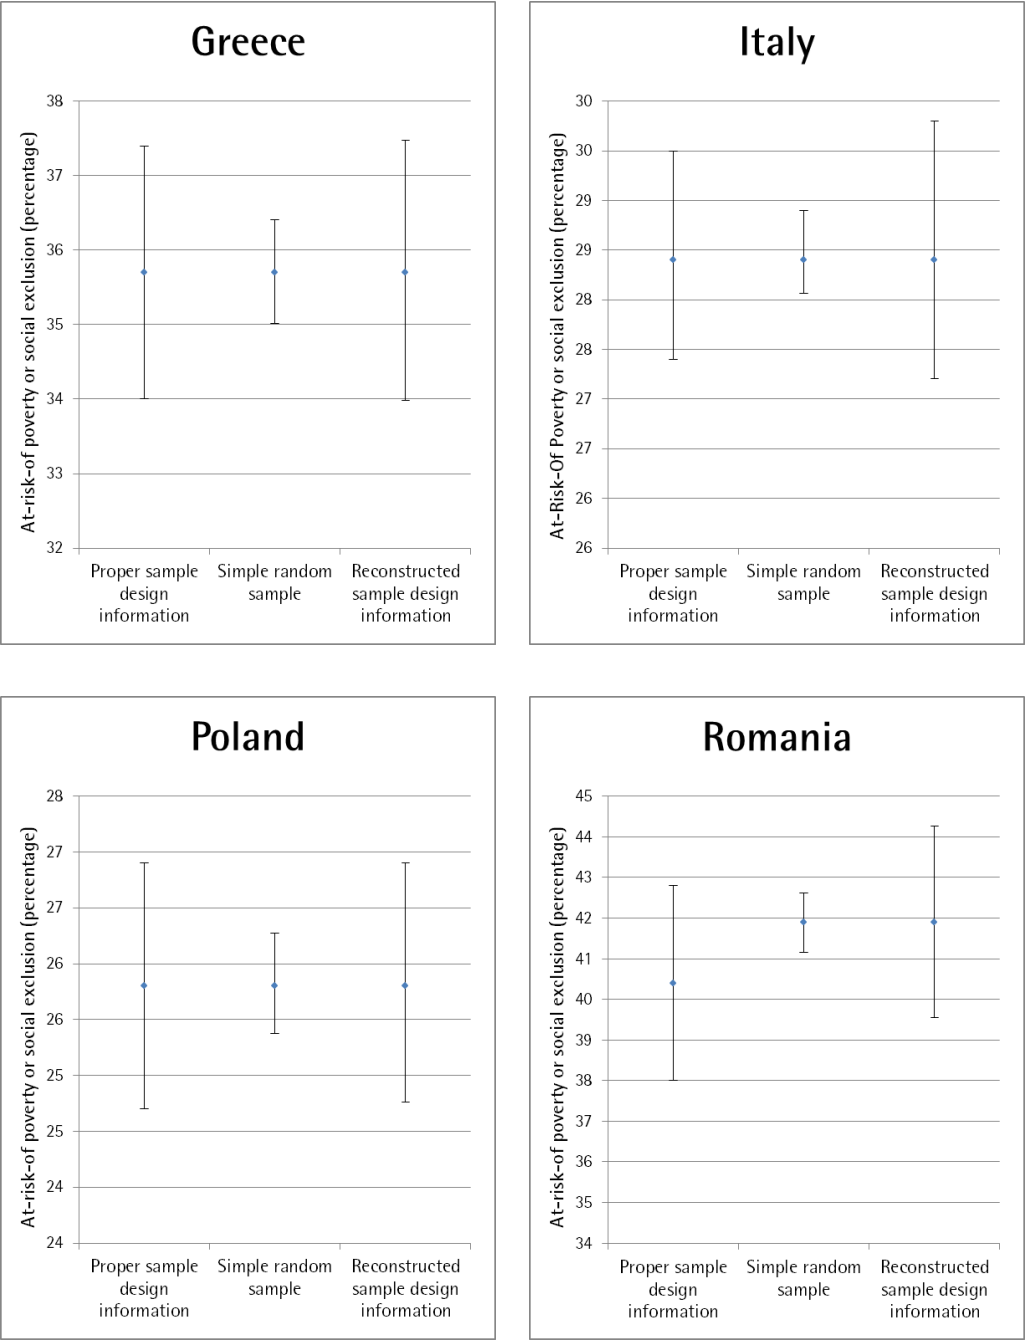 Greece
At-risk-of poverty or social exclusion (percentage)
38
37
36
35
34
33
32
Proper sample
design
information
Simple random
sample
Reconstructed
sample design
information
Italy
At-Risk-Of Poverty or social exclusion (percentage)
30
30
29
29
28
28
27
27
26
26
Proper sample
design
information
Simple random
sample
Reconstructed
sample design
information
Poland
At-risk-of poverty or social exclusion (percentage)
28
27
27
26
26
25
25
24
24
Proper sample
design
information
Simple random
sample
Reconstructed
sample design
information
Romania
At-risk-of poverty or social exclusion (percentage)
45
44
43
42
41
40
39
38
37
36
35
34
Proper sample
design
information
Simple random
sample
Reconstructed
sample design
information